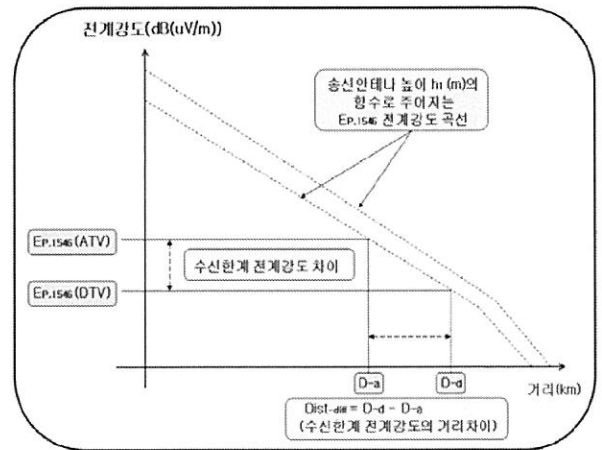 전계강도(dB(uV/m))
송신안테나 높이 h1 (m)의
함수로 주어지는
EP.1546 전계강도 곡선
EP.1546 (ATV)
수신한계 전계강도 차이
EP.1546 (DTV)
D-a
D-d
거리(km)
Dist-diff = D-d - D-a
(수신한계 전계강도의 거리차이)